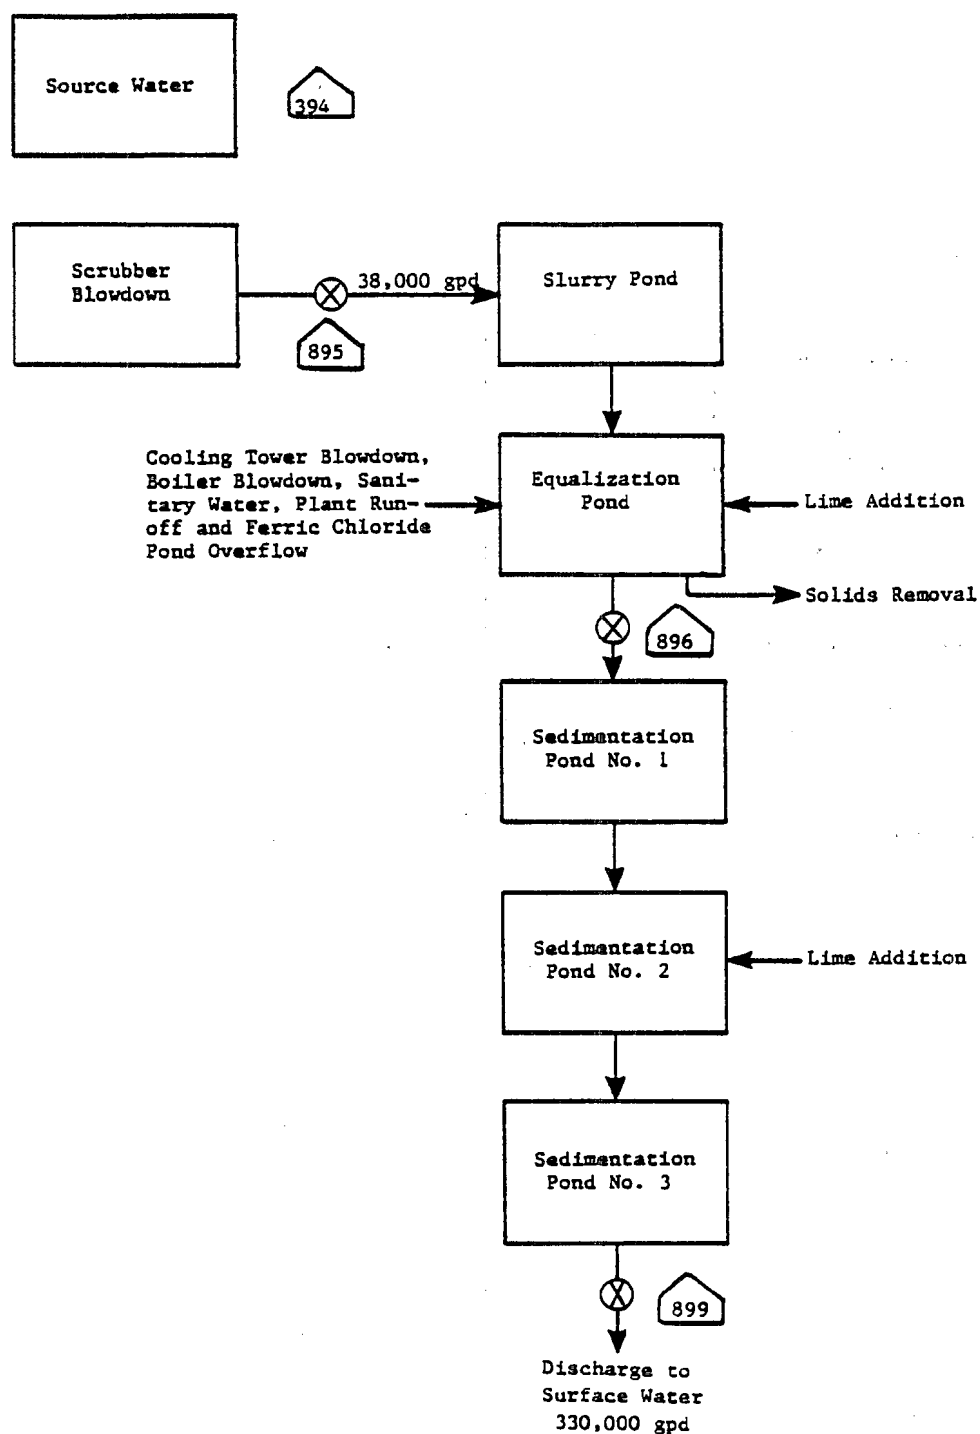 Source Water
394
Scrubber
Blowdown
38,000 gpd
895
Slurry Pond
Cooling Tower Blowdown,
Boiler Blowdown, Sani-
tary Water, Plant Run-
off and Ferric Chloride
Pond Overflow
Equalization
Pond
Lime Addition
Solids Removal
896
Sedimentation
Pond No. 1
Sedimentation
Pond No. 2
Lime Addition
Sedimentation
Pond No. 3
899
Discharge to
Surface Water
330,000 gpd